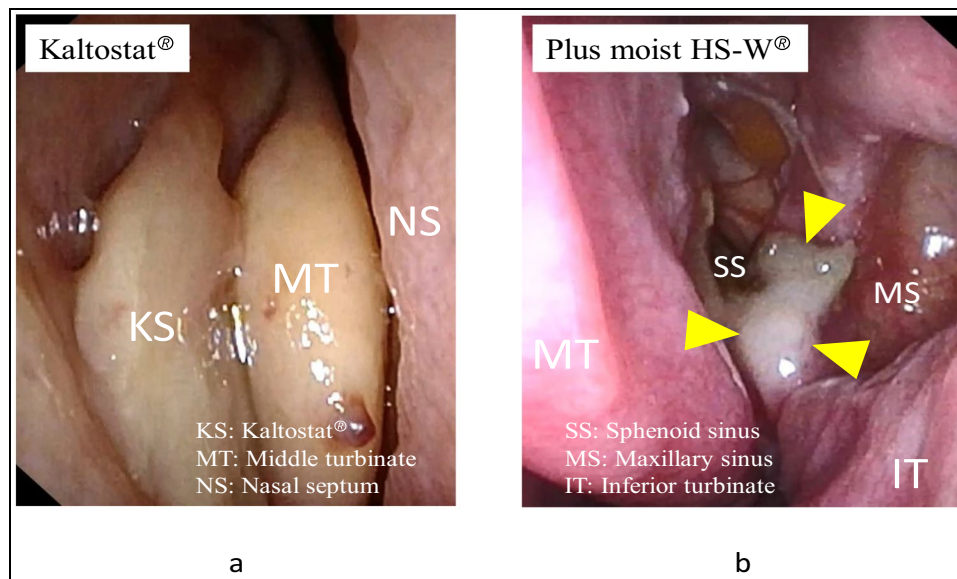 Kaltostat®
NS
MT
KS
KS: Kaltostat®
MT: Middle turbinate
NS: Nasal septum
a
Plus moist HS-W®
SS
MS
MT
SS: Sphenoid sinus
MS: Maxillary sinus
IT: Inferior turbinate
IT
b